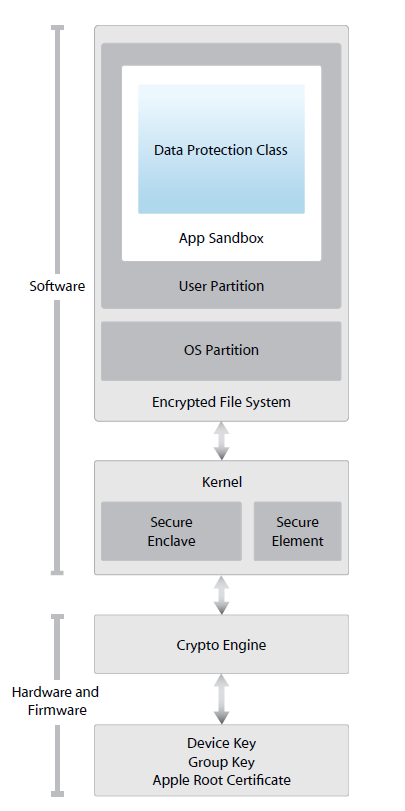 Data Protection Class
App Sandbox
Software
User Partition
OS Partition
Encrypted File System
Kernel
Secure
Enclave
Secure
Element
Crypto Engine
Hardware and
Firmware
Device Key
Group Key
Apple Root Certificate